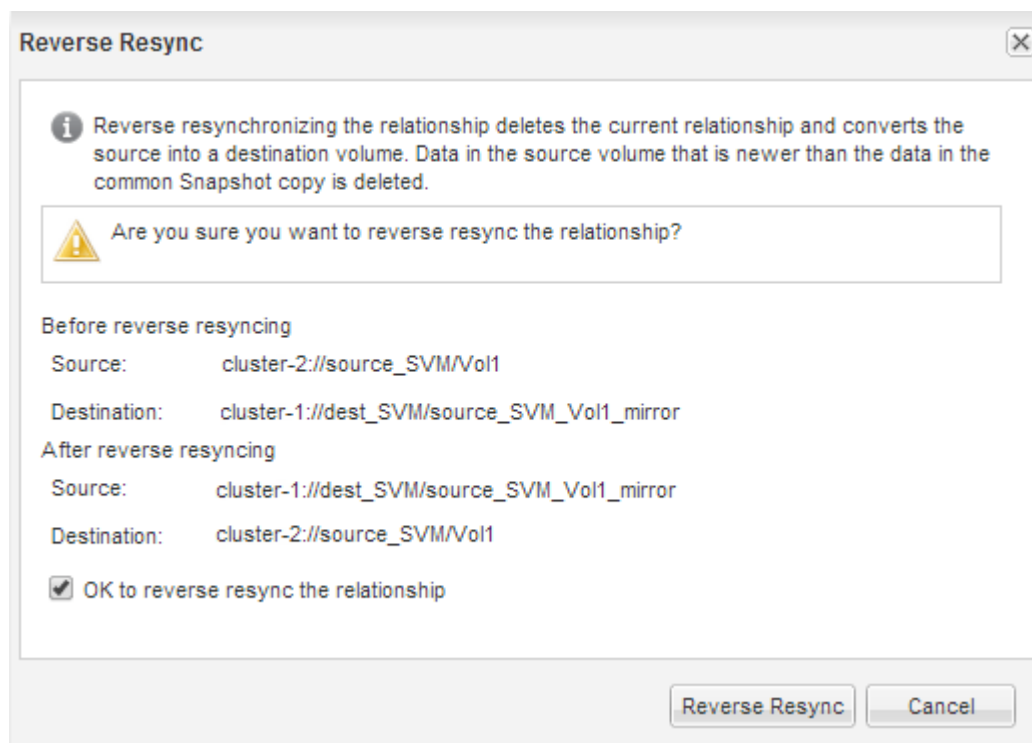 Reverse Resync
Reverse resynchronizing the relationship deletes the current relationship and converts the
source into a destination volume. Data in the source volume that is newer than the data in the
common Snapshot copy is deleted.
Are you sure you want to reverse resync the relationship?
Before reverse resyncing
Source: cluster-2://source_SVM/Vol1
Destination: cluster-1://dest_SVM/source_SVM_Vol1_mirror
After reverse resyncing
Source: cluster-1://dest_SVM/source_SVM_Vol1_mirror
Destination: cluster-2://source_SVM/Vol1
OK to reverse resync the relationship
Reverse Resync Cancel